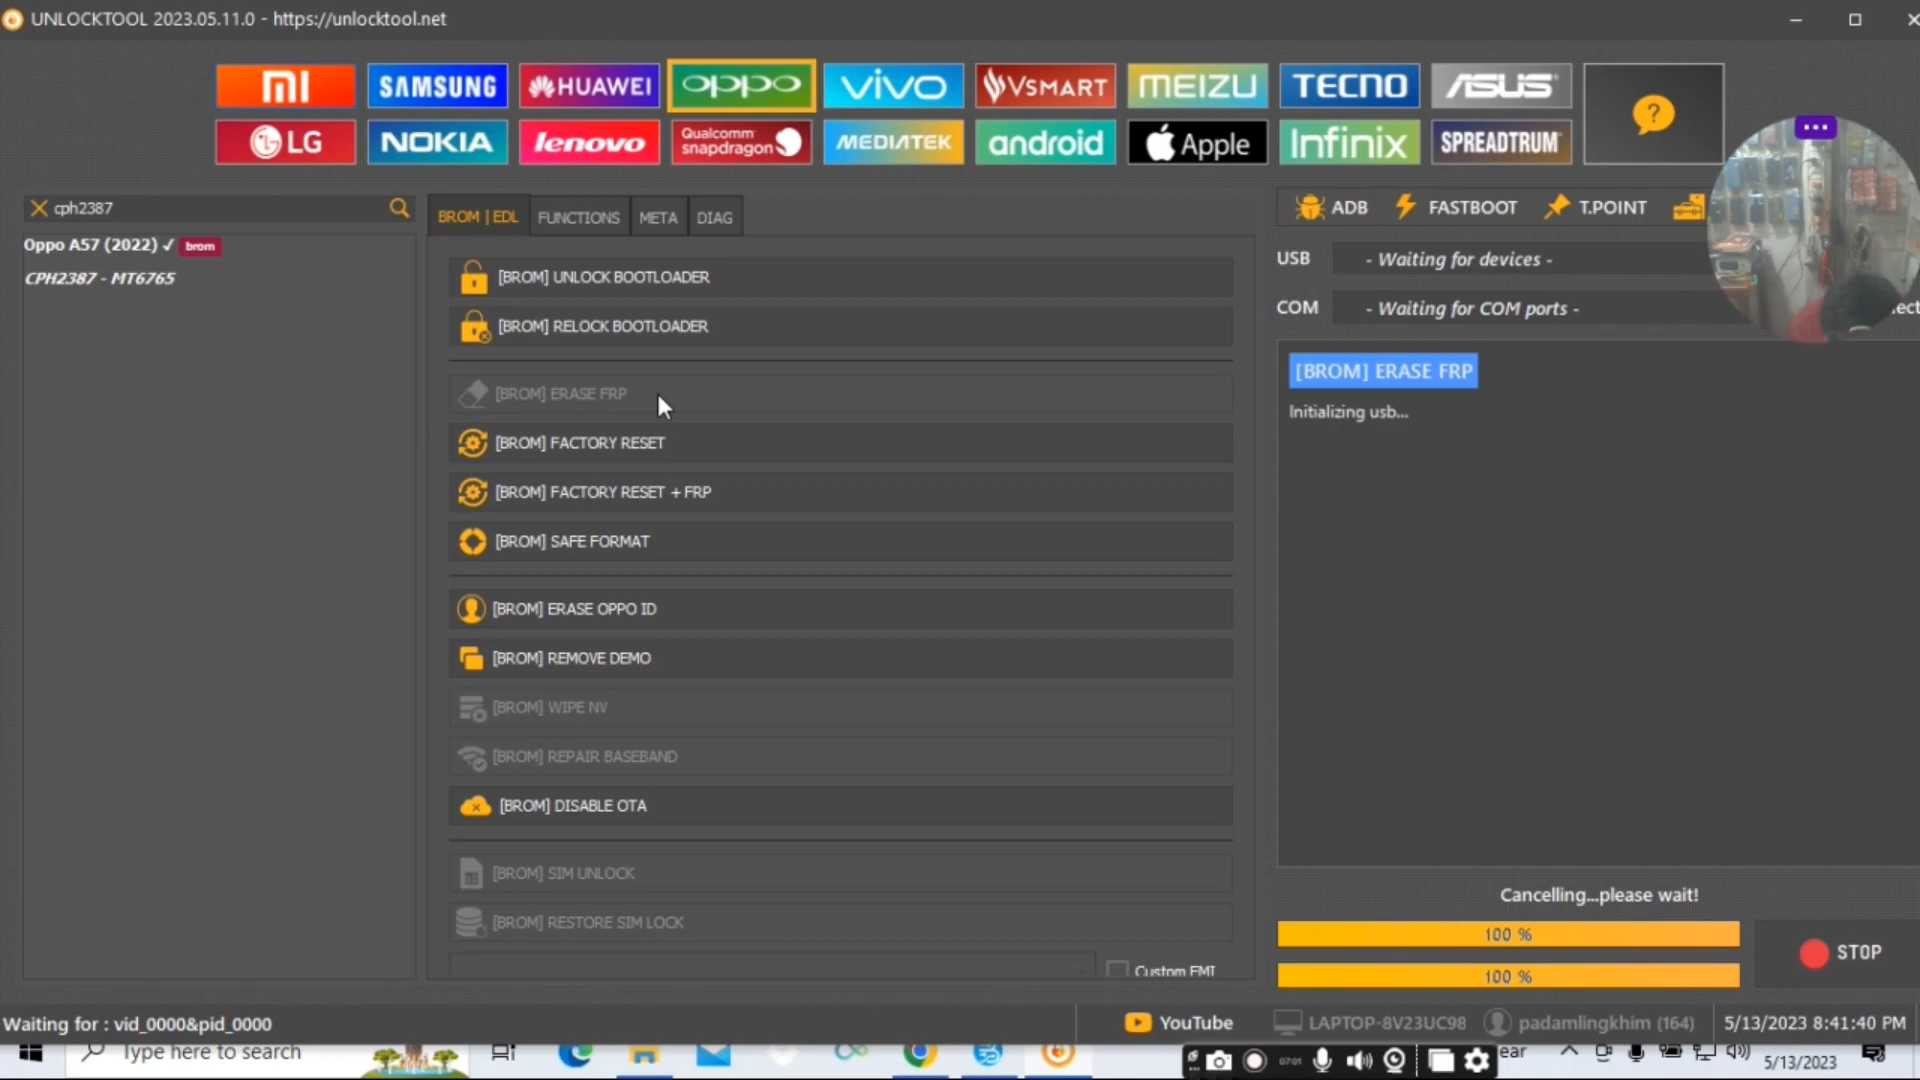 UNLOCKTOOL 2023.05.11.0 - https://unlocktool.net
SAMSUNG
HUAWEI
oppo
vivo
VSMART
MEIZU
TECNO
ASUS
?
LG
NOKIA
lenovo
Qualcomm
snapdragon
MEDIATEK
android
Apple
Infinix
SPREADTRUM
cph2387
Oppo A57 (2022) ✓ brom
CPH2387 - MT6765
BROM | EDL
FUNCTIONS
META
DIAG
[BROM] UNLOCK BOOTLOADER
[BROM] RELOCK BOOTLOADER
[BROM] ERASE FRP
[BROM] FACTORY RESET
[BROM] FACTORY RESET + FRP
[BROM] SAFE FORMAT
[BROM] ERASE OPPO ID
[BROM] REMOVE DEMO
[BROM] WIPE NV
[BROM] REPAIR BASEBAND
[BROM] DISABLE OTA
[BROM] SIM UNLOCK
[BROM] RESTORE SIM LOCK
Custom EMI
ADB
FASTBOOT
T.POINT
USB
- Waiting for devices -
COM
- Waiting for COM ports -
[BROM] ERASE FRP
Initializing usb...
Cancelling...please wait!
100 %
100 %
STOP
Waiting for : vid_0000&pid_0000
YouTube
LAPTOP-8V23UC98
padamlingkhim (164)
5/13/2023 8:41:40 PM
Type here to search
07:01
ear
5/13/2023